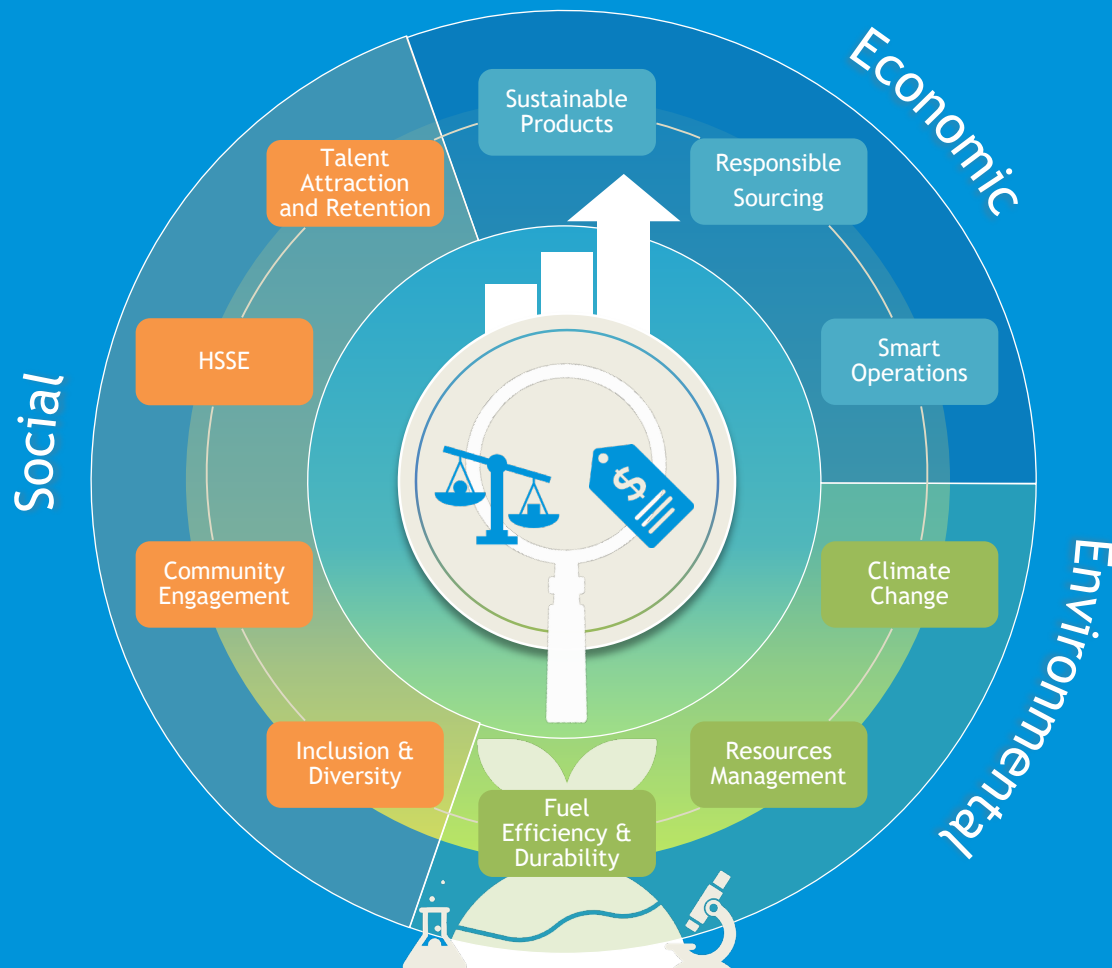 Economic
Sustainable
Products
Responsible
Sourcing
Smart
Operations
Environmental
Climate
Change
Resources
Management
Fuel
Efficiency &
Durability
Social
Talent
Attraction
and Retention
HSSE
Community
Engagement
Inclusion &
Diversity
$